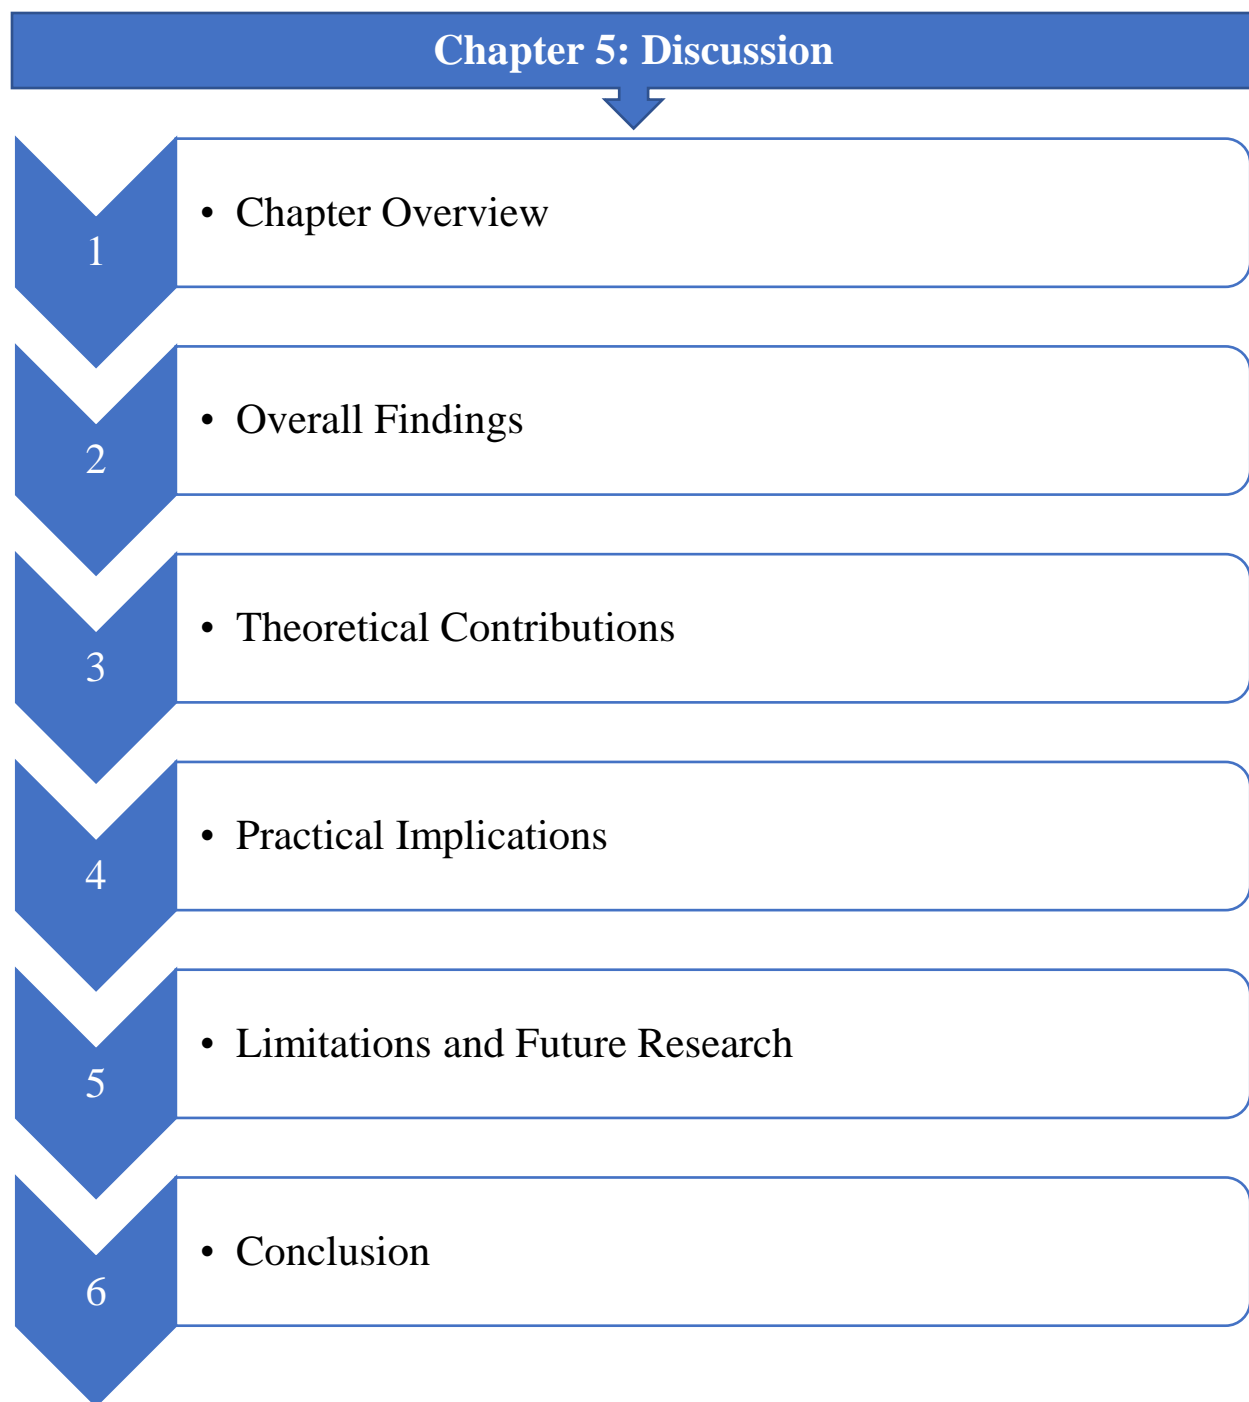 Chapter 5: Discussion
1
• Chapter Overview
2
• Overall Findings
3
• Theoretical Contributions
4
• Practical Implications
5
• Limitations and Future Research
6
• Conclusion